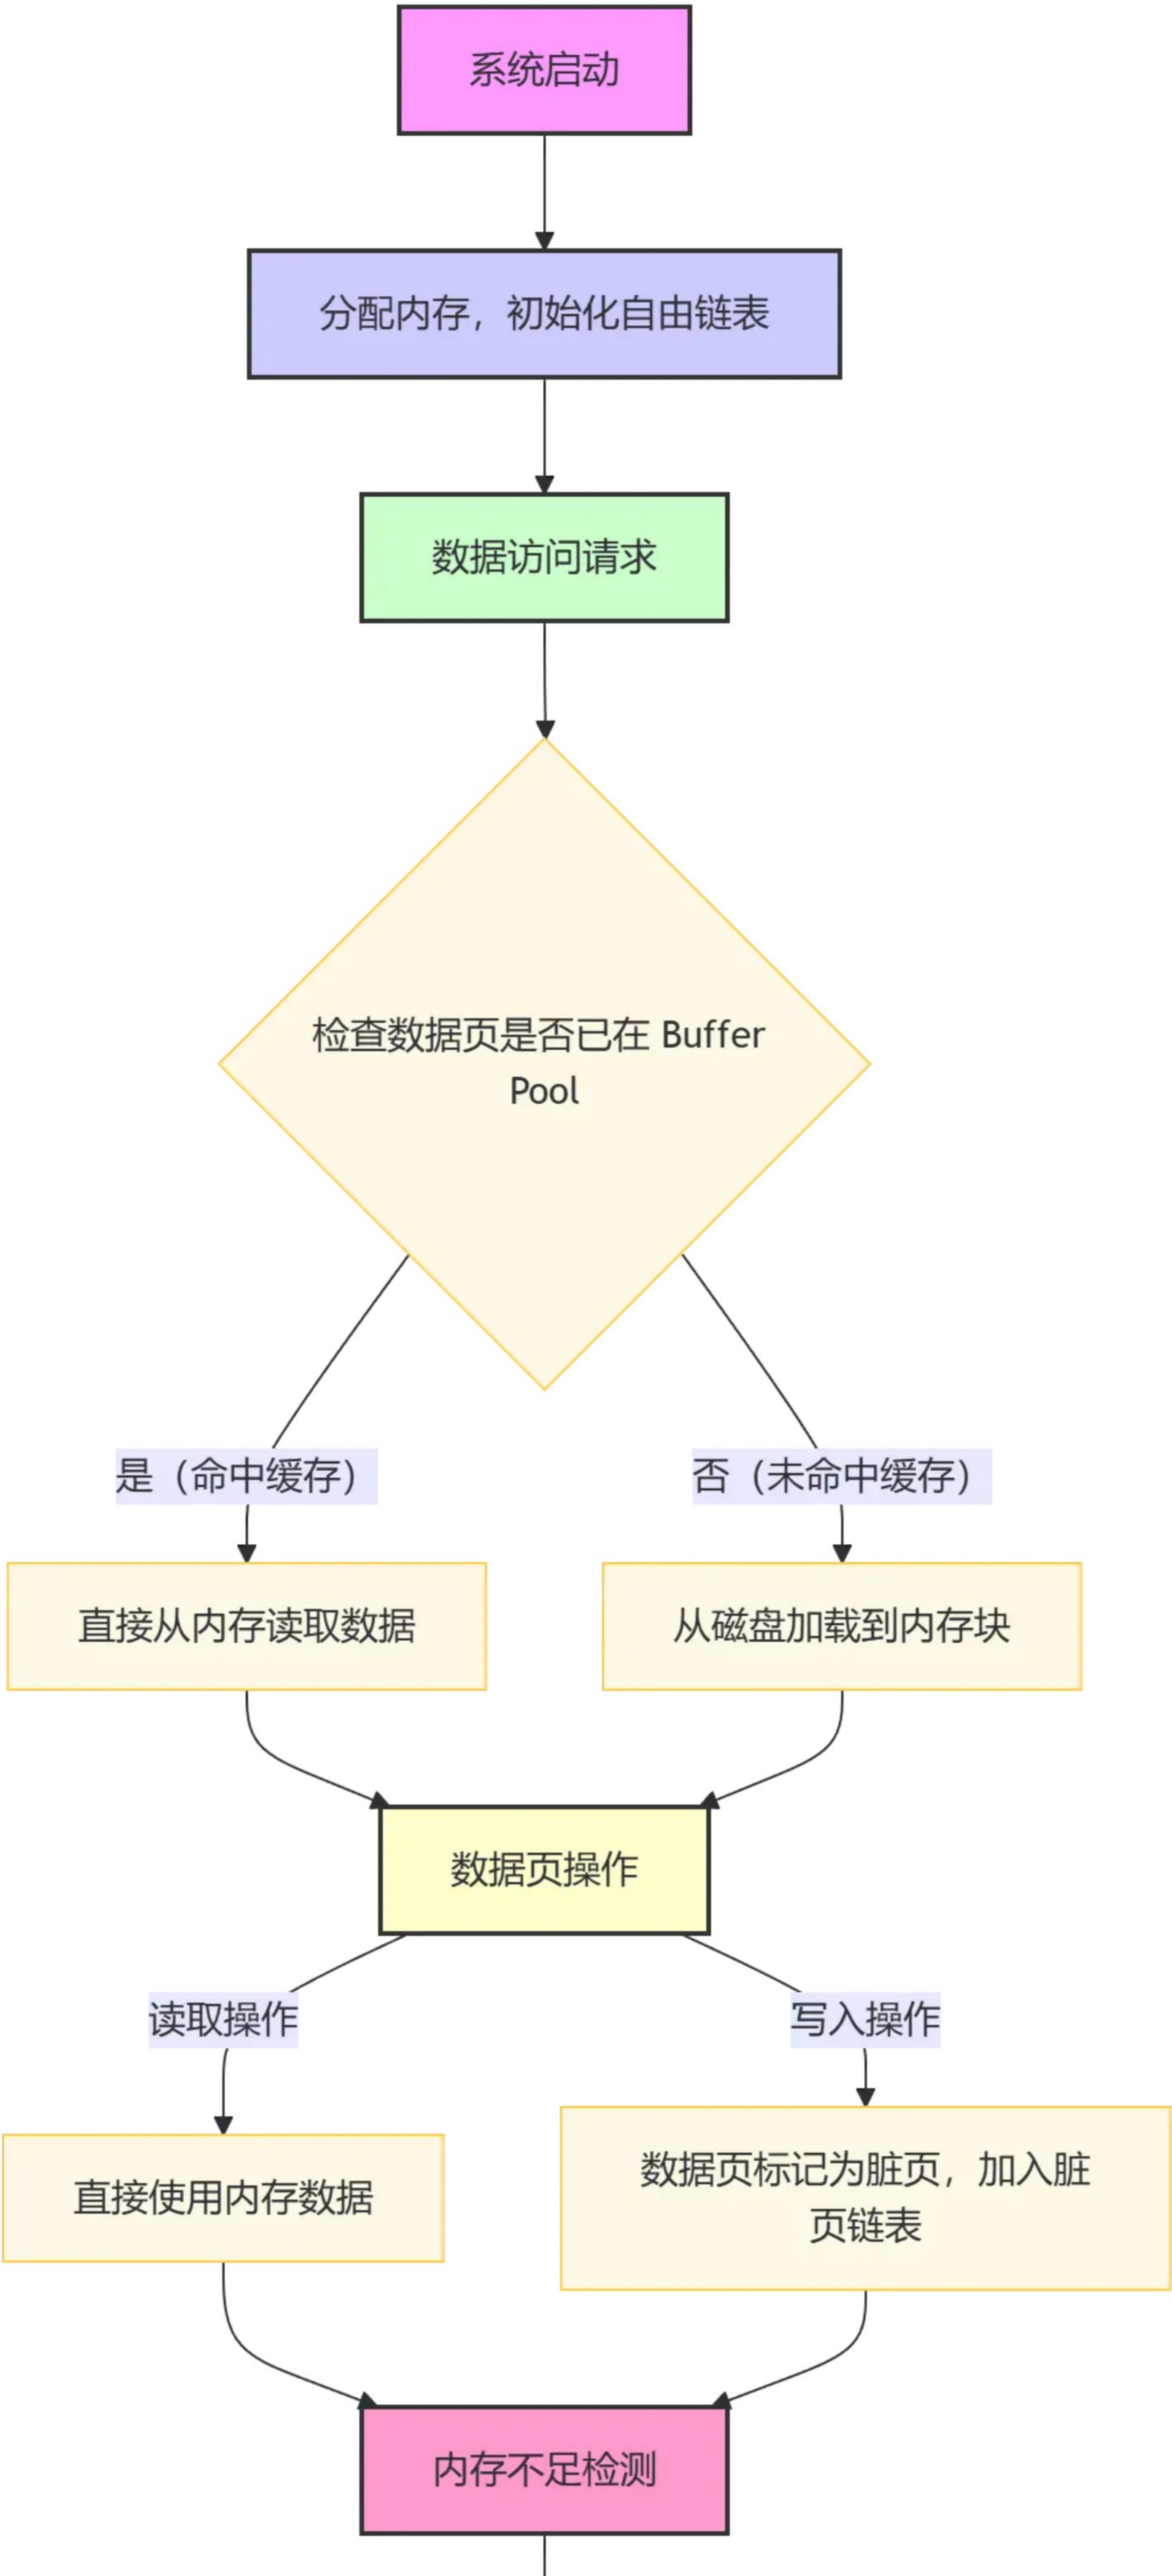 系统启动
分配内存，初始化自由链表
数据访问请求
检查数据页是否已在 Buffer
Pool
是（命中缓存）
否（未命中缓存）
直接从内存读取数据
从磁盘加载到内存块
数据页操作
读取操作
写入操作
直接使用内存数据
数据页标记为脏页，加入脏
页链表
内存不足检测